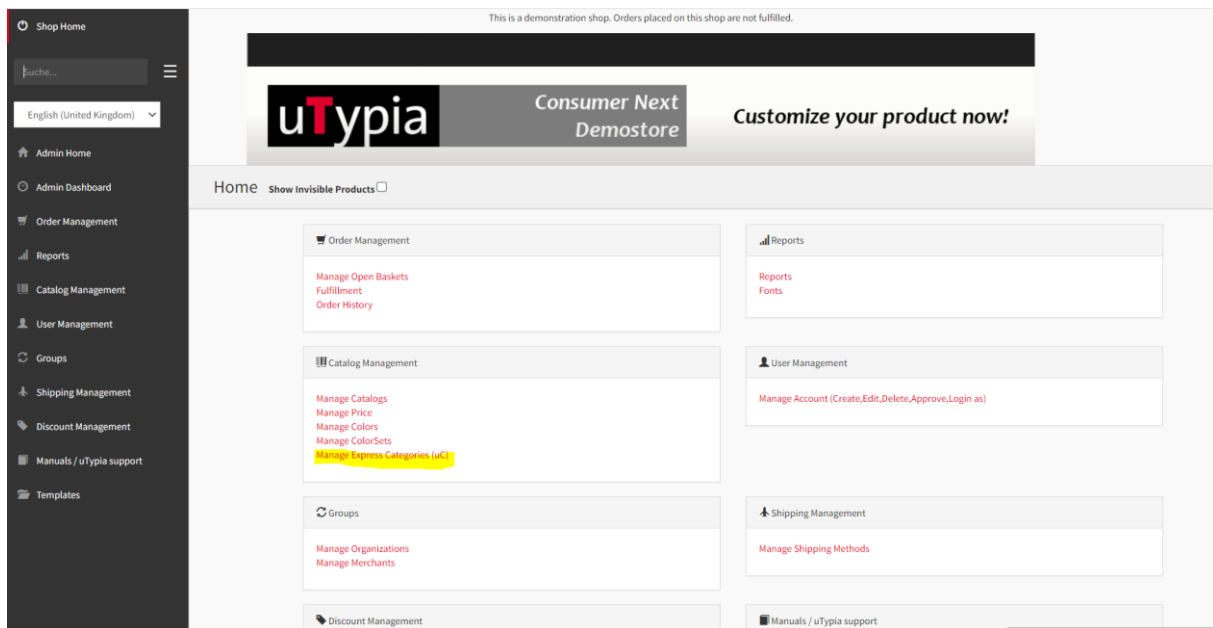 This is a demonstration shop. Orders placed on this shop are not fulfilled.
Shop Home
Suche...
English (United Kingdom)
Admin Home
Admin Dashboard
Order Management
Reports
Catalog Management
User Management
Groups
Shipping Management
Discount Management
Manuals / uTypia support
Templates
uTypia
Consumer Next
Demostore
Customize your product now!
Home Show Invisible Products
Order Management
Manage Open Baskets
Fulfillment
Order History
Reports
Reports
Fonts
Catalog Management
Manage Catalogs
Manage Price
Manage Colors
Manage ColorSets
Manage Express Categories (uC)
User Management
Manage Account (Create,Edit,Delete,Approve,Login as)
Groups
Manage Organizations
Manage Merchants
Shipping Management
Manage Shipping Methods
Discount Management
Manuals / uTypia support